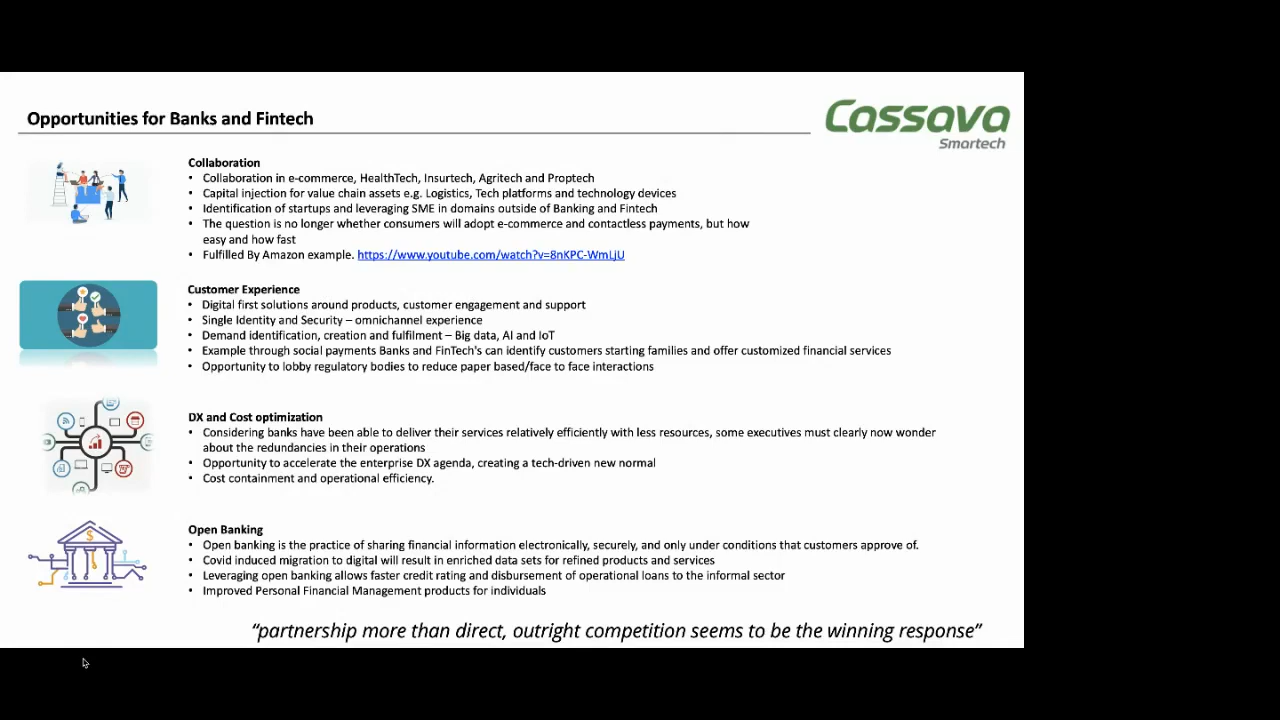 Opportunities for Banks and Fintech
Cassava
Smartech
Collaboration
• Collaboration in e-commerce, HealthTech, Insurtech, Agritech and Proptech
• Capital injection for value chain assets e.g. Logistics, Tech platforms and technology devices
• Identification of startups and leveraging SME in domains outside of Banking and Fintech
• The question is no longer whether consumers will adopt e-commerce and contactless payments, but how
easy and how fast
• Fulfilled By Amazon example. https://www.youtube.com/watch?v=8nKPC-WmLjU
Customer Experience
• Digital first solutions around products, customer engagement and support
• Single Identity and Security – omnichannel experience
• Demand identification, creation and fulfilment – Big data, AI and IoT
• Example through social payments Banks and FinTech's can identify customers starting families and offer customized financial services
• Opportunity to lobby regulatory bodies to reduce paper based/face to face interactions
DX and Cost optimization
• Considering banks have been able to deliver their services relatively efficiently with less resources, some executives must clearly now wonder
about the redundancies in their operations
• Opportunity to accelerate the enterprise DX agenda, creating a tech-driven new normal
• Cost containment and operational efficiency.
Open Banking
• Open banking is the practice of sharing financial information electronically, securely, and only under conditions that customers approve of.
• Covid induced migration to digital will result in enriched data sets for refined products and services
• Leveraging open banking allows faster credit rating and disbursement of operational loans to the informal sector
• Improved Personal Financial Management products for individuals
“partnership more than direct, outright competition seems to be the winning response”